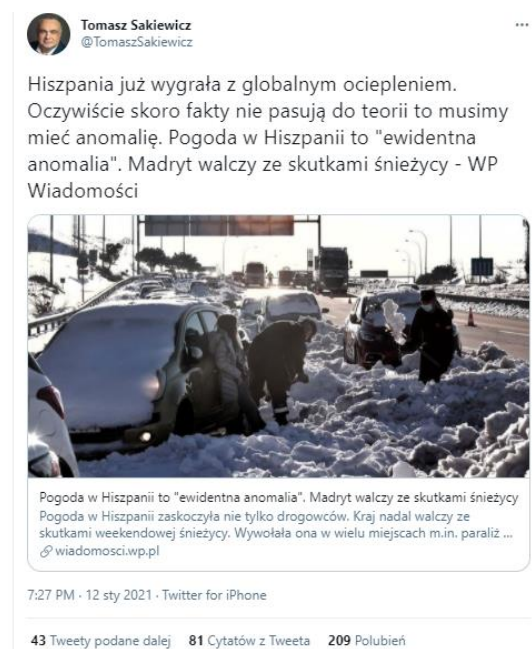 Tomasz Sakiewicz
@TomaszSakiewicz
Hiszpania już wygrała z globalnym ociepleniem.
Oczywiście skoro fakty nie pasują do teorii to musimy
mieć anomalię. Pogoda w Hiszpanii to "ewidentna
anomalia". Madryt walczy ze skutkami śnieżycy - WP
Wiadomości
Pogoda w Hiszpanii to "ewidentna anomalia". Madryt walczy ze skutkami śnieżycy
Pogoda w Hiszpanii zaskoczyła nie tylko drogowców. Kraj nadal walczy ze
skutkami weekendowej śnieżycy. Wywołała ona w wielu miejscach m.in. paraliż ...
wiadomosci.wp.pl
7:27 PM · 12 sty 2021 · Twitter for iPhone
43 Tweety podane dalej 81 Cytatów z Tweeta 209 Polubień